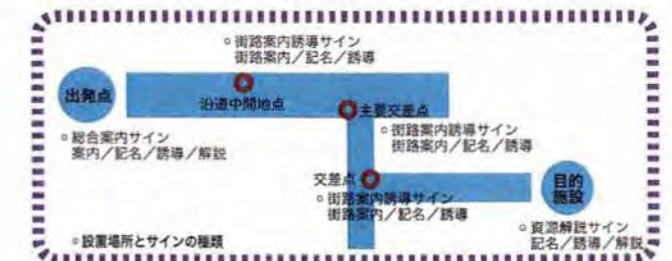 ◦街路案内誘導サイン
街路案内／記名／誘導
出発点
沿道中間地点
主要交差点
◦総合案内サイン
案内／記名／誘導／解説
◦街路案内誘導サイン
街路案内／記名／誘導
交差点
◦街路案内誘導サイン
街路案内／記名／誘導
目的
施設
◦資源解説サイン
記名／誘導／解説
◦設置場所とサインの種類